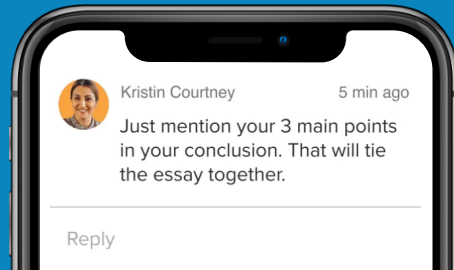 Kristin Courtney 5 min ago
Just mention your 3 main points
in your conclusion. That will tie
the essay together.
Reply